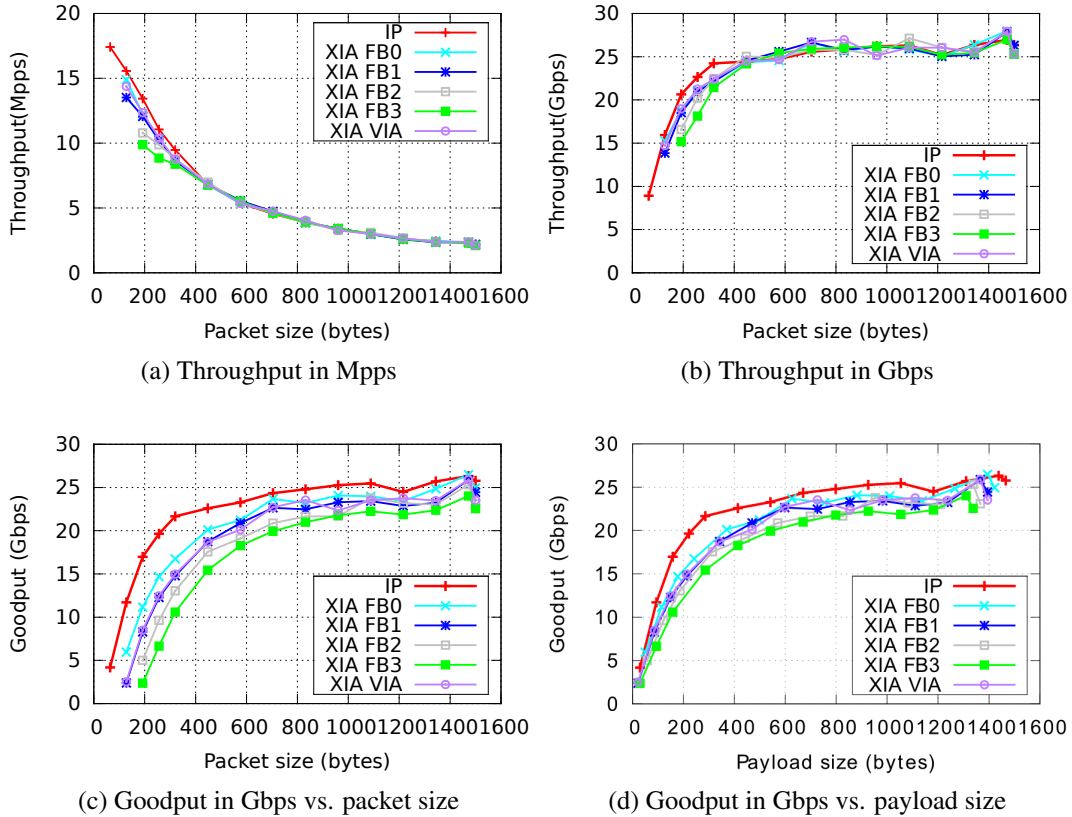 Throughput(Mpps)
20
15
10
5
0
IP
XIA FB0
XIA FB1
XIA FB2
XIA FB3
XIA VIA
0 200 400 600 800 1000 1200 1400 1600
Packet size (bytes)
(a) Throughput in Mpps
Throughput(Gbps)
30
25
20
15
10
5
0
IP
XIA FB0
XIA FB1
XIA FB2
XIA FB3
XIA VIA
0 200 400 600 800 1000 1200 1400 1600
Packet size (bytes)
(b) Throughput in Gbps
Goodput (Gbps)
30
25
20
15
10
5
0
IP
XIA FB0
XIA FB1
XIA FB2
XIA FB3
XIA VIA
0 200 400 600 800 1000 1200 1400 1600
Packet size (bytes)
(c) Goodput in Gbps vs. packet size
Goodput (Gbps)
30
25
20
15
10
5
0
IP
XIA FB0
XIA FB1
XIA FB2
XIA FB3
XIA VIA
0 200 400 600 800 1000 1200 1400 1600
Payload size (bytes)
(d) Goodput in Gbps vs. payload size